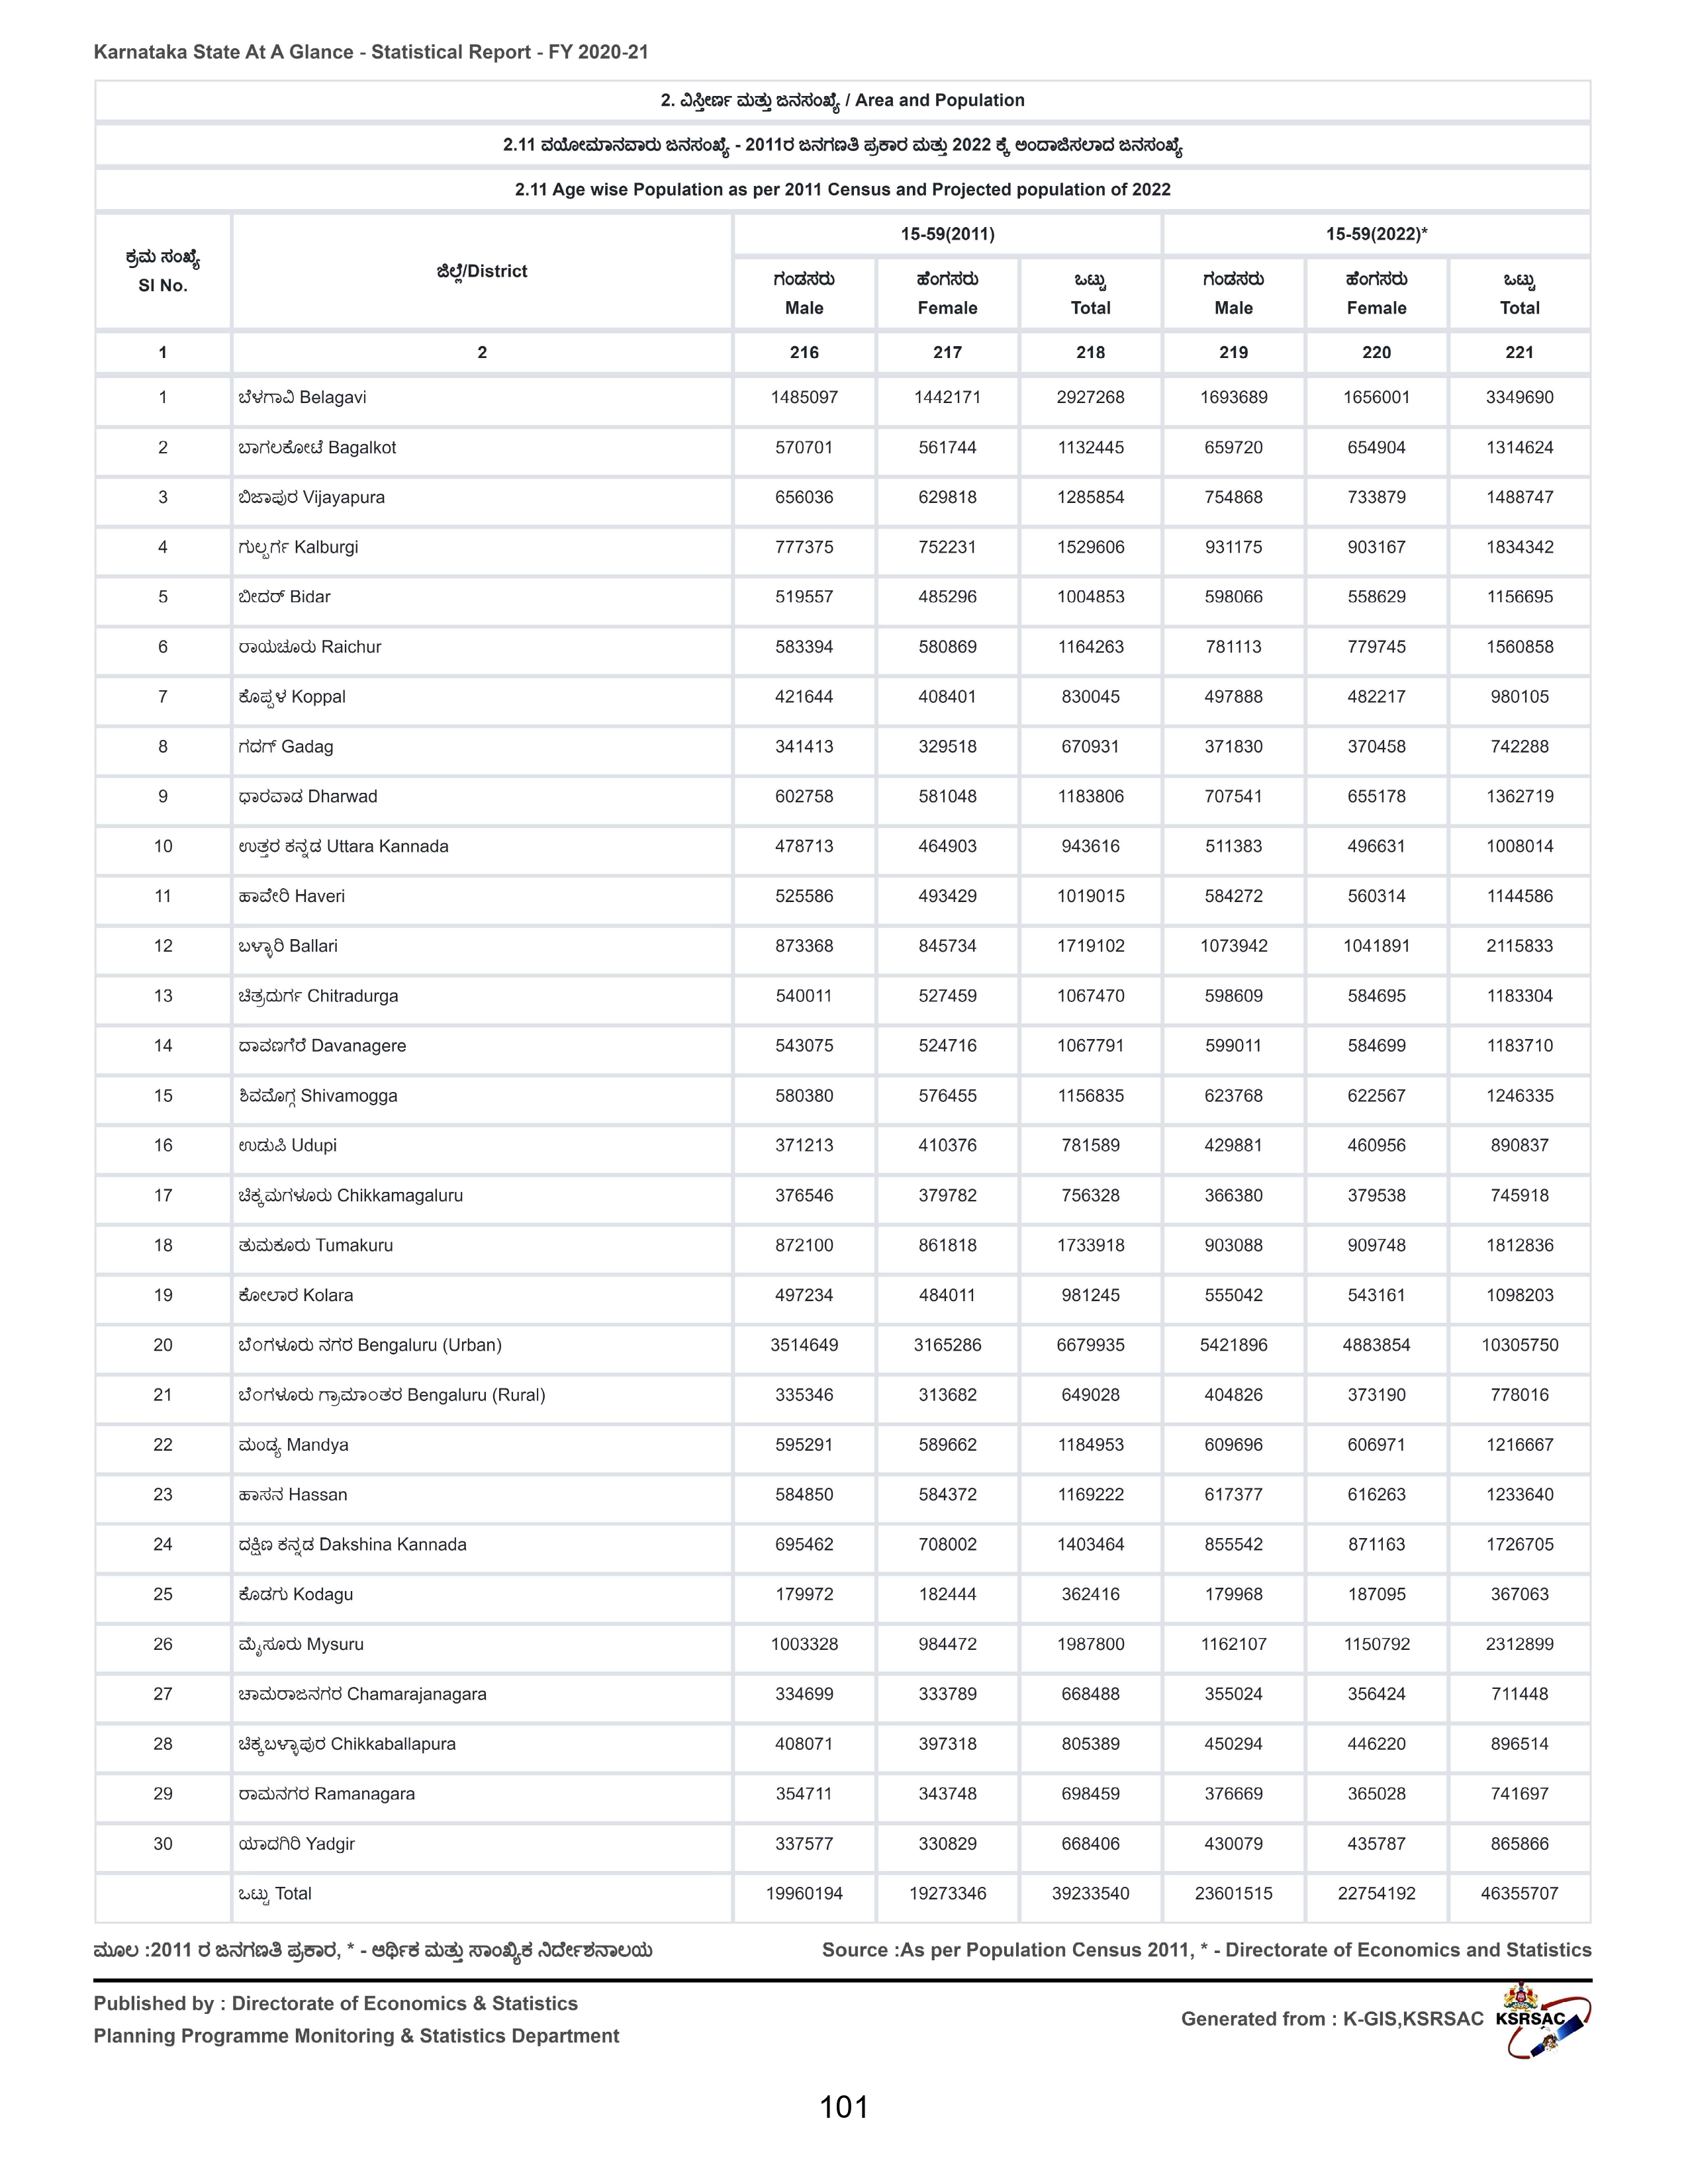 Karnataka State At A Glance - Statistical Report - FY 2020-21
2. ವಿಸ್ತೀರ್ಣ ಮತ್ತು ಜನಸಂಖ್ಯೆ / Area and Population
2.11 ವಯೋಮಾನವಾರು ಜನಸಂಖ್ಯೆ - 2011ರ ಜನಗಣತಿ ಪ್ರಕಾರ ಮತ್ತು 2022 ಕ್ಕೆ ಅಂದಾಜಿಸಲಾದ ಜನಸಂಖ್ಯೆ
2.11 Age wise Population as per 2011 Census and Projected population of 2022
ಕ್ರಮ ಸಂಖ್ಯೆ Sl No. ಜಿಲ್ಲೆ/District 15-59(2011) 15-59(2022)*
ಗಂಡಸರು ಹೆಂಗಸರು ಒಟ್ಟು ಗಂಡಸರು ಹೆಂಗಸರು ಒಟ್ಟು
Male Female Total Male Female Total
1 2 216 217 218 219 220 221
1 ಬೆಳಗಾವಿ Belagavi 1485097 1442171 2927268 1693689 1656001 3349690
2 ಬಾಗಲಕೋಟೆ Bagalkot 570701 561744 1132445 659720 654904 1314624
3 ಬಿಜಾಪುರ Vijayapura 656036 629818 1285854 754868 733879 1488747
4 ಗುಲ್ಬರ್ಗ Kalburgi 777375 752231 1529606 931175 903167 1834342
5 ಬೀದರ್ Bidar 519557 485296 1004853 598066 558629 1156695
6 ರಾಯಚೂರು Raichur 583394 580869 1164263 781113 779745 1560858
7 ಕೊಪ್ಪಳ Koppal 421644 408401 830045 497888 482217 980105
8 ಗದಗ್ Gadag 341413 329518 670931 371830 370458 742288
9 ಧಾರವಾಡ Dharwad 602758 581048 1183806 707541 655178 1362719
10 ಉತ್ತರ ಕನ್ನಡ Uttara Kannada 478713 464903 943616 511383 496631 1008014
11 ಹಾವೇರಿ Haveri 525586 493429 1019015 584272 560314 1144586
12 ಬಳ್ಳಾರಿ Ballari 873368 845734 1719102 1073942 1041891 2115833
13 ಚಿತ್ರದುರ್ಗ Chitradurga 540011 527459 1067470 598609 584695 1183304
14 ದಾವಣಗೆರೆ Davanagere 543075 524716 1067791 599011 584699 1183710
15 ಶಿವಮೊಗ್ಗ Shivamogga 580380 576455 1156835 623768 622567 1246335
16 ಉಡುಪಿ Udupi 371213 410376 781589 429881 460956 890837
17 ಚಿಕ್ಕಮಗಳೂರು Chikkamagaluru 376546 379782 756328 366380 379538 745918
18 ತುಮಕೂರು Tumakuru 872100 861818 1733918 903088 909748 1812836
19 ಕೋಲಾರ Kolara 497234 484011 981245 555042 543161 1098203
20 ಬೆಂಗಳೂರು ನಗರ Bengaluru (Urban) 3514649 3165286 6679935 5421896 4883854 10305750
21 ಬೆಂಗಳೂರು ಗ್ರಾಮಾಂತರ Bengaluru (Rural) 335346 313682 649028 404826 373190 778016
22 ಮಂಡ್ಯ Mandya 595291 589662 1184953 609696 606971 1216667
23 ಹಾಸನ Hassan 584850 584372 1169222 617377 616263 1233640
24 ದಕ್ಷಿಣ ಕನ್ನಡ Dakshina Kannada 695462 708002 1403464 855542 871163 1726705
25 ಕೊಡಗು Kodagu 179972 182444 362416 179968 187095 367063
26 ಮೈಸೂರು Mysuru 1003328 984472 1987800 1162107 1150792 2312899
27 ಚಾಮರಾಜನಗರ Chamarajanagara 334699 333789 668488 355024 356424 711448
28 ಚಿಕ್ಕಬಳ್ಳಾಪುರ Chikkaballapura 408071 397318 805389 450294 446220 896514
29 ರಾಮನಗರ Ramanagara 354711 343748 698459 376669 365028 741697
30 ಯಾದಗಿರಿ Yadgir 337577 330829 668406 430079 435787 865866
ಒಟ್ಟು Total 19960194 19273346 39233540 23601515 22754192 46355707
ಮೂಲ :2011 ರ ಜನಗಣತಿ ಪ್ರಕಾರ, * - ಆರ್ಥಿಕ ಮತ್ತು ಸಾಂಖ್ಯಿಕ ನಿರ್ದೇಶನಾಲಯ Source :As per Population Census 2011, * - Directorate of Economics and Statistics
Published by : Directorate of Economics & Statistics
Planning Programme Monitoring & Statistics Department
Generated from : K-GIS,KSRSAC KSRSAC
101